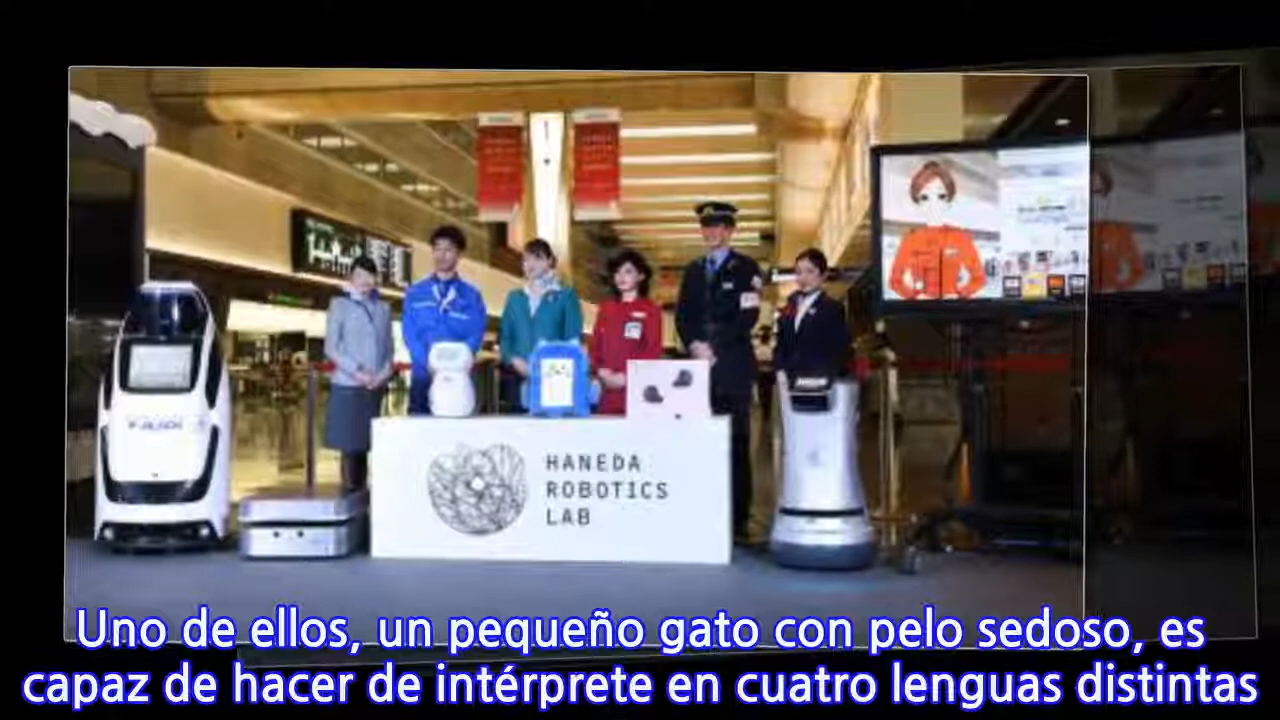 HANEDA
ROBOTICS
LAB
Uno de ellos, un pequeño gato con pelo sedoso, es
capaz de hacer de intérprete en cuatro lenguas distintas